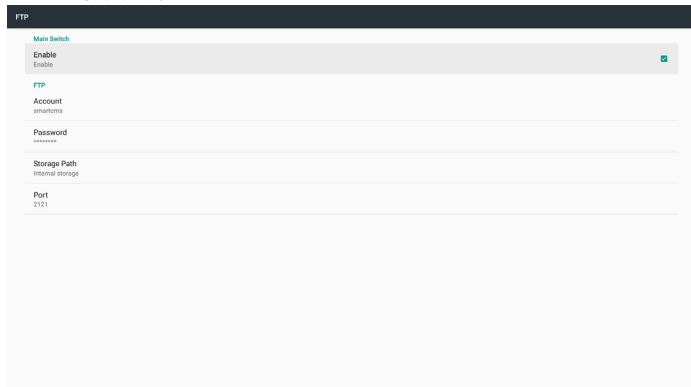 FTP
Main Switch
Enable
Enable
FTP
Account
smartcms
Password
********
Storage Path
Internal storage
Port
2121